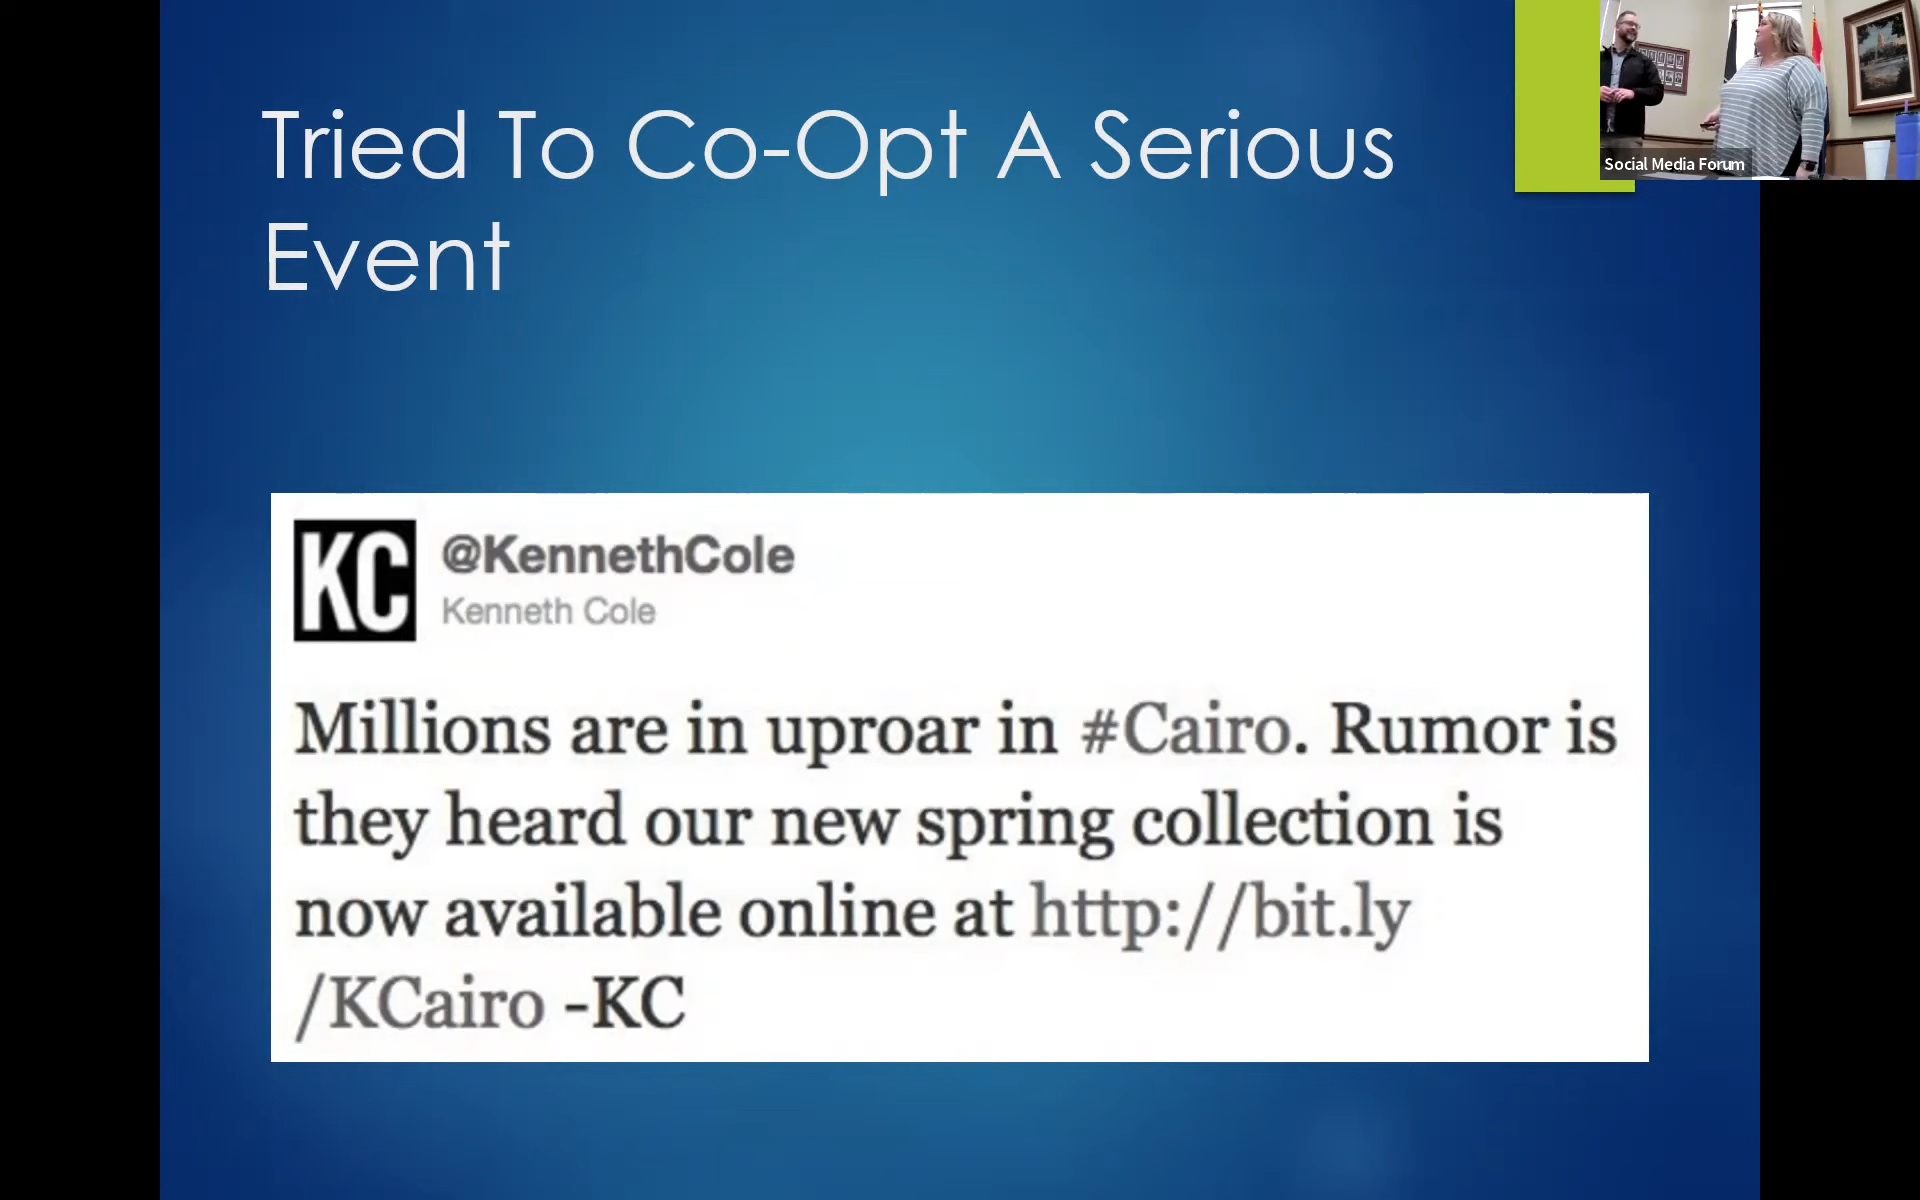 Tried To Co-Opt A Serious
Event
Social Media Forum
KC
@KennethCole
Kenneth Cole
Millions are in uproar in #Cairo. Rumor is
they heard our new spring collection is
now available online at http://bit.ly
/KCairo -KC